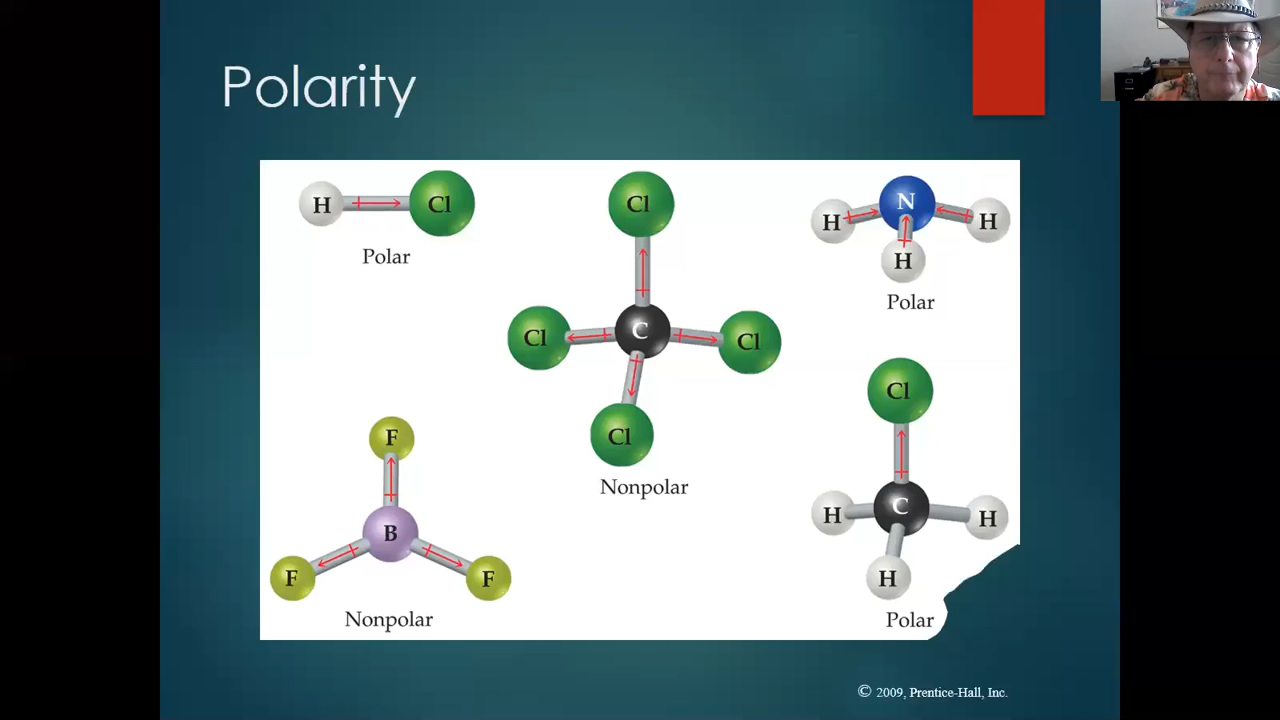 Polarity
H Cl
Polar
Cl
Cl C Cl
Cl
Nonpolar
N
H H
H
Polar
F
B
F F
Nonpolar
Cl
H C H
H
Polar
© 2009, Prentice-Hall, Inc.